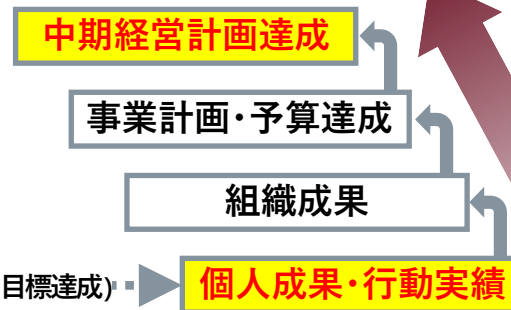 中期経営計画達成
事業計画・予算達成
組織成果
目標達成)
個人成果・行動実績